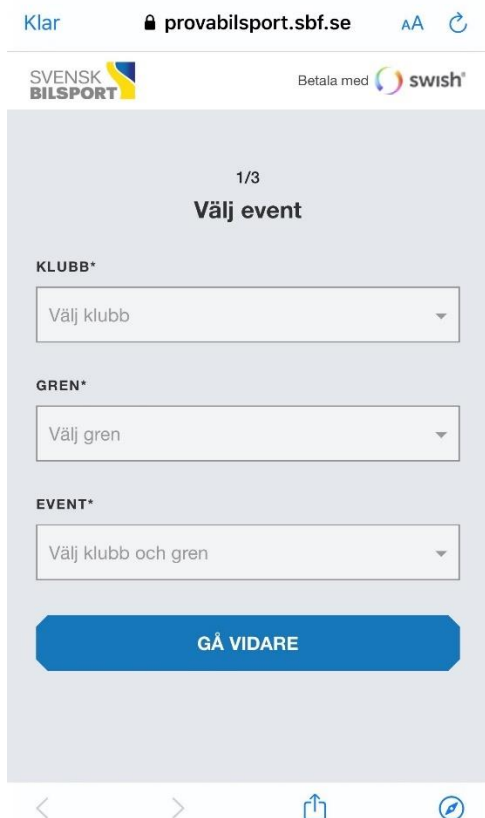 Klar
provabilsport.sbf.se
AA
SVENSK
BILSPORT
Betala med swish®
1/3
Välj event
KLUBB*
Välj klubb
GREN*
Välj gren
EVENT*
Välj klubb och gren
GÅ VIDARE